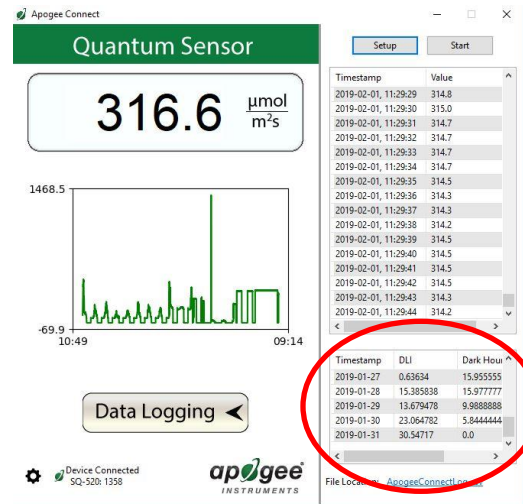 Apogee Connect
Quantum Sensor
316.6 µmol
m²s
1468.5
-69.9
10:49 09:14
Data Logging
Device Connected
SQ-520: 1358
apogee
INSTRUMENTS
Setup Start
Timestamp Value
2019-02-01, 11:29:29 314.8
2019-02-01, 11:29:30 315.0
2019-02-01, 11:29:31 314.7
2019-02-01, 11:29:32 314.7
2019-02-01, 11:29:33 314.7
2019-02-01, 11:29:34 314.7
2019-02-01, 11:29:35 314.5
2019-02-01, 11:29:36 314.3
2019-02-01, 11:29:37 314.3
2019-02-01, 11:29:38 314.2
2019-02-01, 11:29:39 314.5
2019-02-01, 11:29:40 314.5
2019-02-01, 11:29:41 314.5
2019-02-01, 11:29:42 314.5
2019-02-01, 11:29:43 314.3
2019-02-01, 11:29:44 314.2
Timestamp DLI Dark Hour
2019-01-27 0.63634 15.955555
2019-01-28 15.385838 15.977777
2019-01-29 13.679478 9.9888888
2019-01-30 23.064782 5.8444444
2019-01-31 30.54717 0.0
File Location: